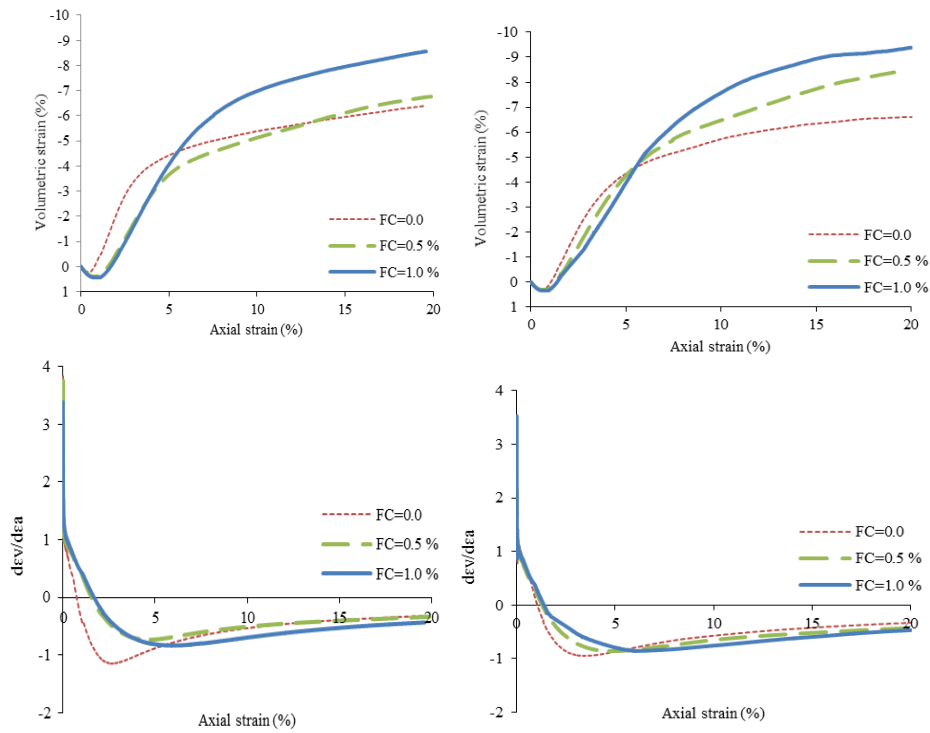 -10
-9
-8
-7
-6
-5
-4
-3
-2
-1
0
1
Volumetric strain (%)
FC=0.0
FC=0.5 %
FC=1.0 %
0 5 10 15 20
Axial strain (%)
-10
-9
-8
-7
-6
-5
-4
-3
-2
-1
0
1
Volumetric strain (%)
FC=0.0
FC=0.5 %
FC=1.0 %
0 5 10 15 20
Axial strain (%)
4
3
2
1
0
-1
-2
dεv/dεa
FC=0.0
FC=0.5 %
FC=1.0 %
0 5 10 15 20
Axial strain (%)
4
3
2
1
0
-1
-2
dεv/dεa
FC=0.0
FC=0.5 %
FC=1.0 %
0 5 10 15 20
Axial strain (%)